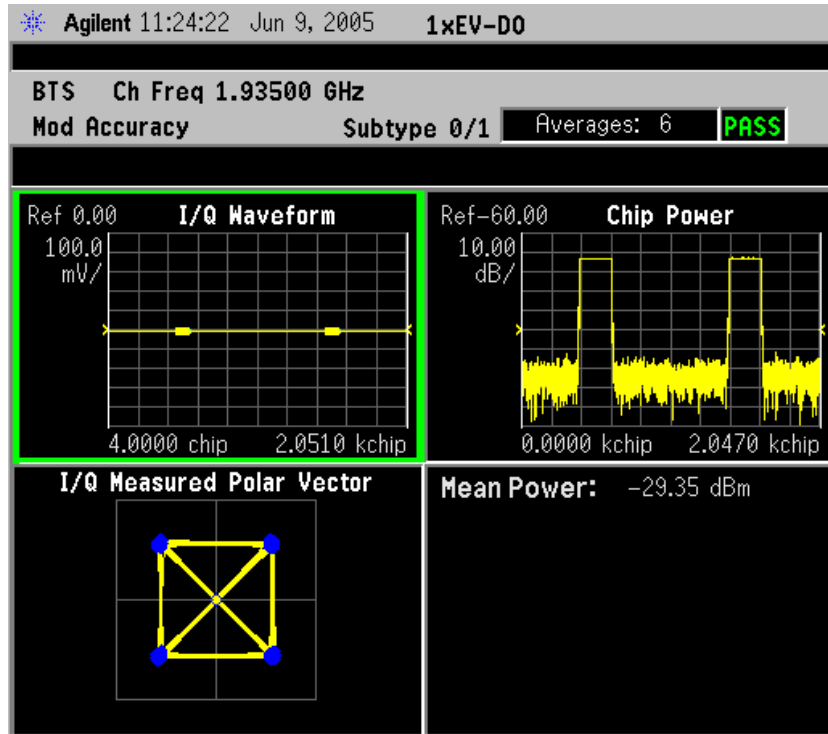 Agilent 11:24:22 Jun 9, 2005 1xEV-DO
BTS Ch Freq 1.93500 GHz
Mod Accuracy Subtype 0/1 Averages: 6 PASS
Ref 0.00 I/Q Waveform
100.0
mV/
4.0000 chip 2.0510 kchip
Ref-60.00 Chip Power
10.00
dB/
0.0000 kchip 2.0470 kchip
I/Q Measured Polar Vector
Mean Power: -29.35 dBm